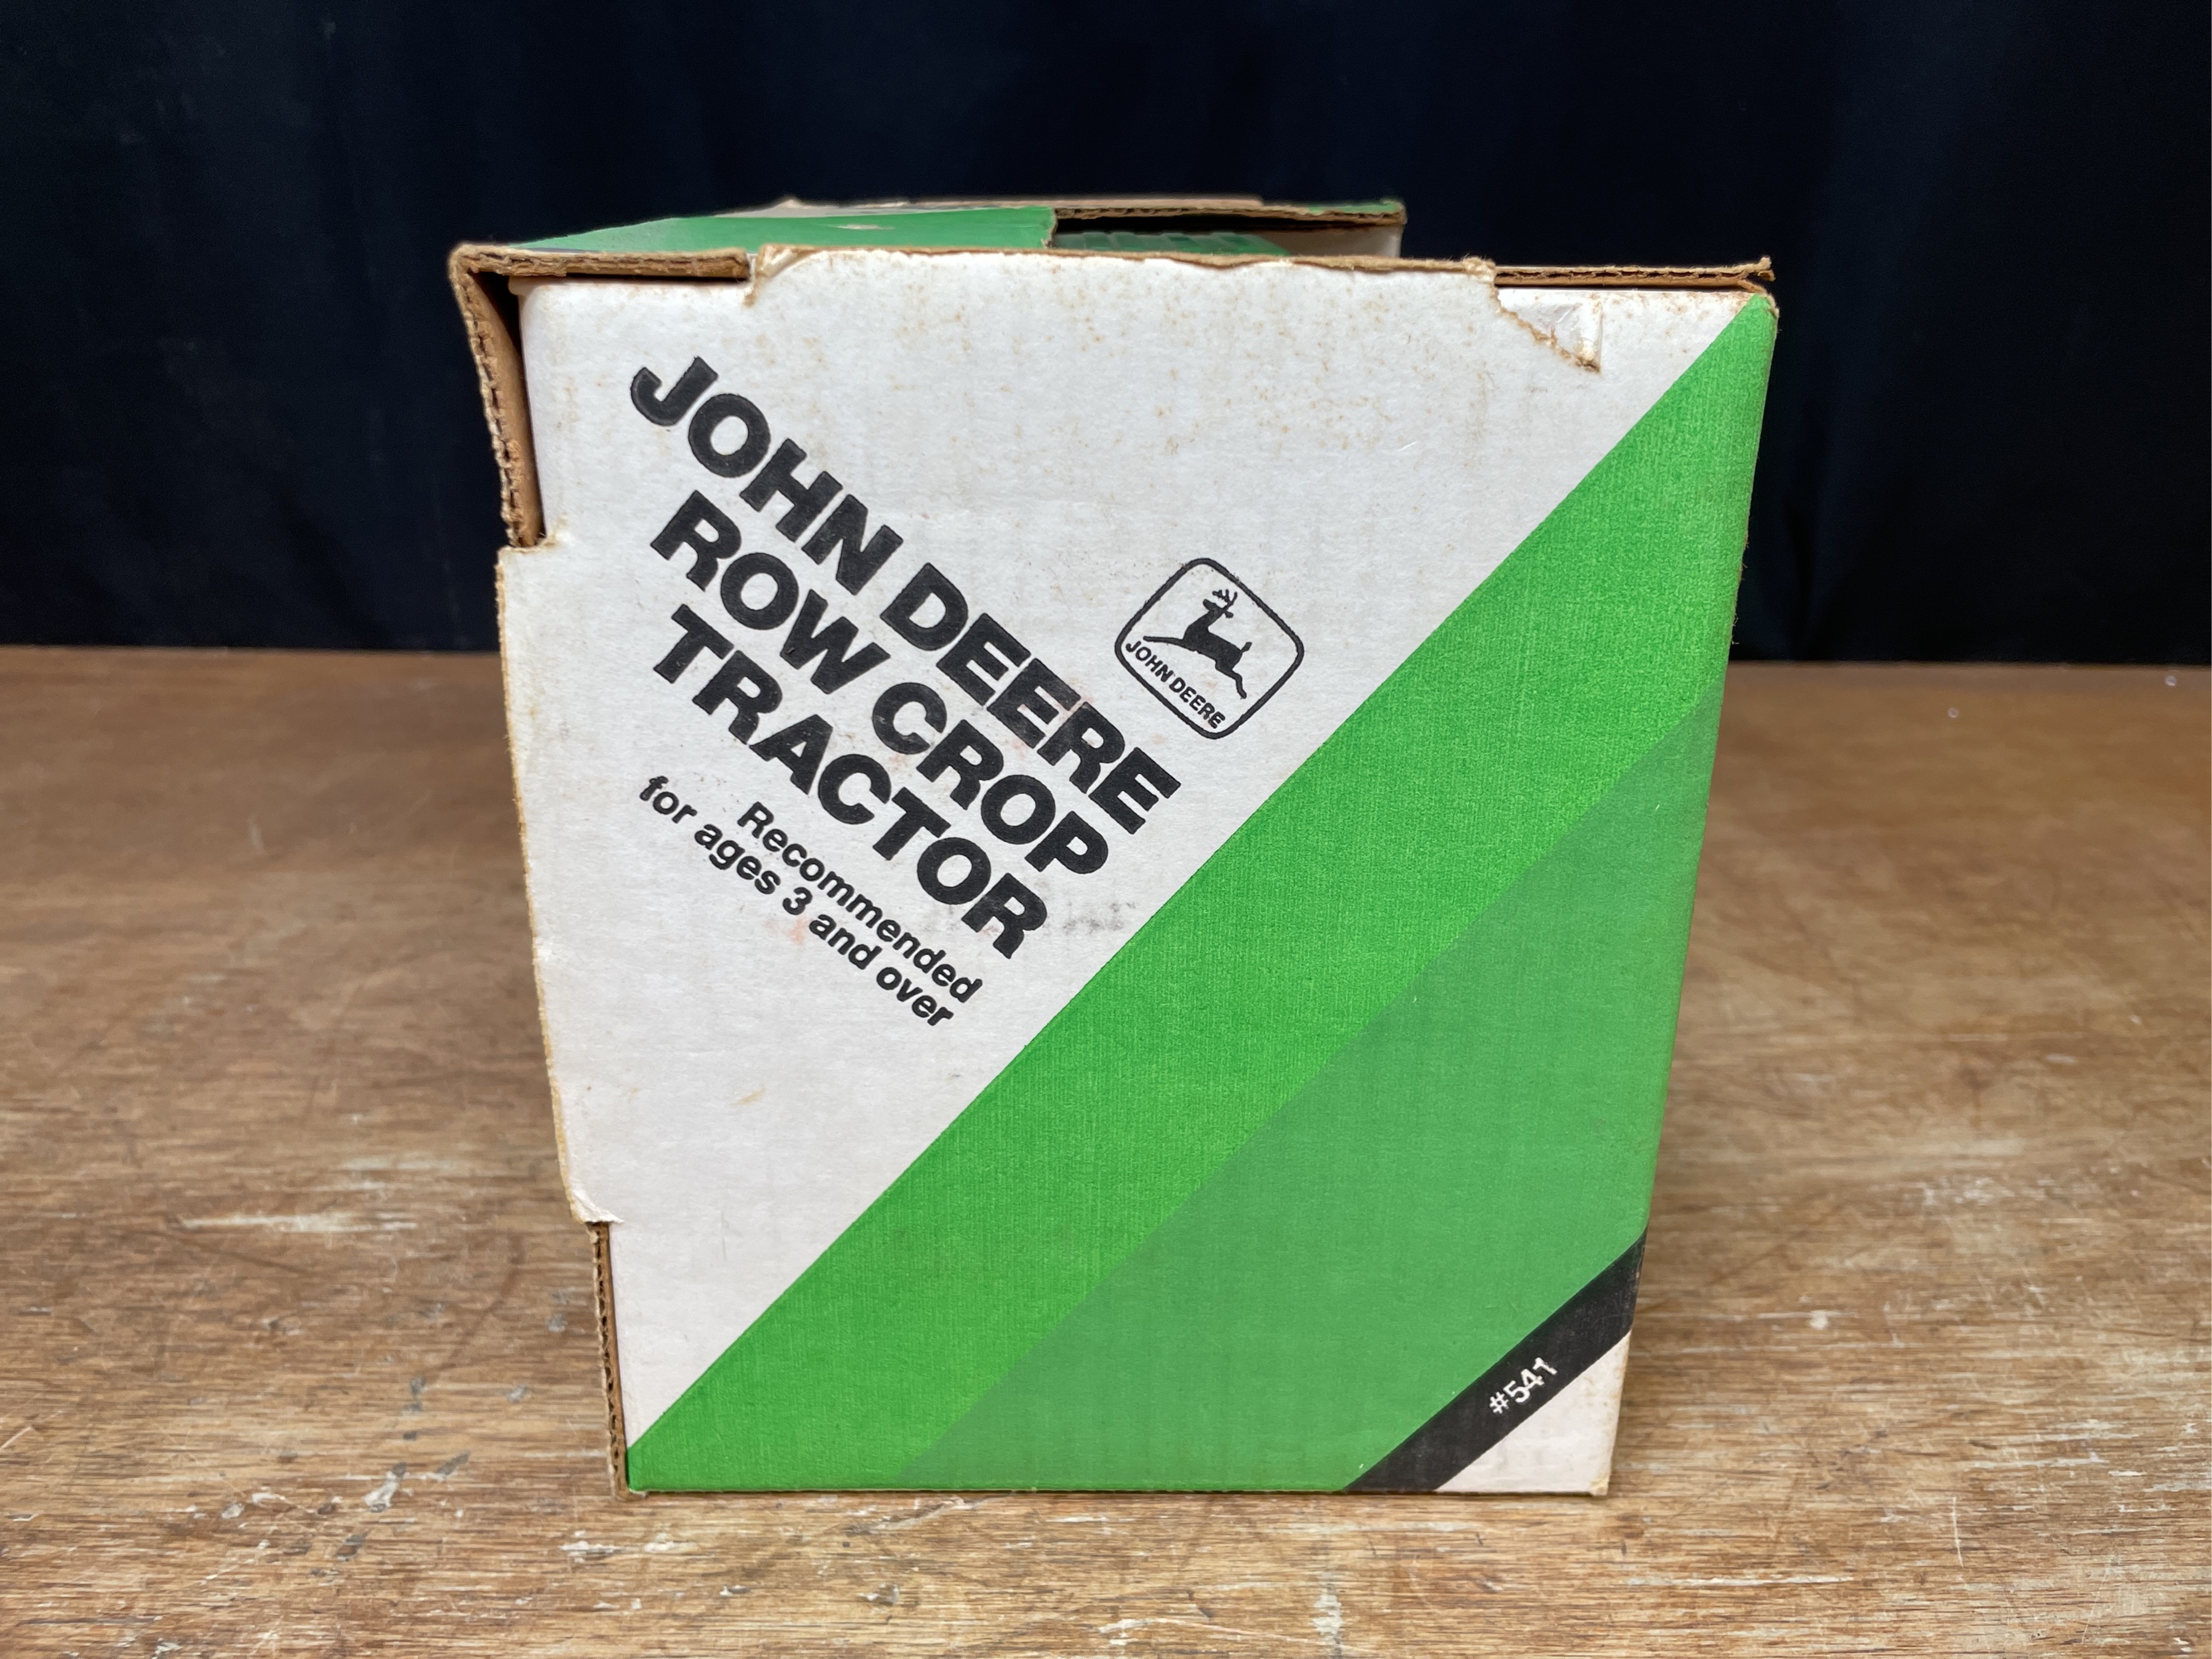 JOHN DEERE
ROW CROP
TRACTOR
Recommended
for ages 3 and over
JOHN DEERE
#541